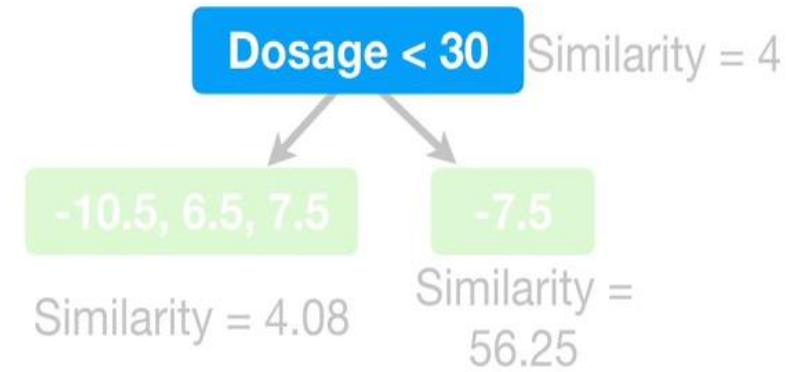 Dosage < 30 Similarity = 4
-10.5, 6.5, 7.5 -7.5
Similarity = 4.08 Similarity =
56.25